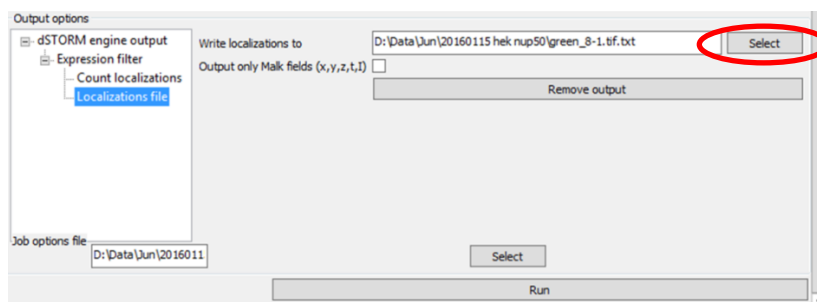 Output options
dSTORM engine output
Expression filter
Count localizations
Localizations file
Write localizations to
D:\Data\Jun\20160115 hek nup50\green_8-1.tif.txt
Select
Output only Malk fields (x,y,z,t,I)
Remove output
Job options file
D:\Data\Jun\2016011
Select
Run